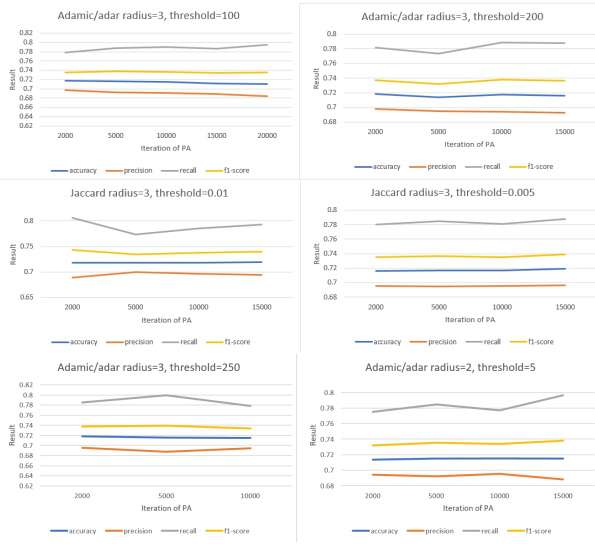 Adamic/adar radius=3, threshold=100
0.82
0.8
0.78
0.76
0.74
0.72
0.7
0.68
0.66
0.64
0.62
Result
2000 5000 10000 15000 20000
Iteration of PA
accuracy precision recall f1-score
Adamic/adar radius=3, threshold=200
0.8
0.78
0.76
0.74
0.72
0.7
0.68
Result
2000 5000 10000 15000
Iteration of PA
accuracy precision recall f1-score
Jaccard radius=3, threshold=0.01
0.8
0.75
0.7
0.65
Result
2000 5000 10000 15000
Iteration of PA
accuracy precision recall f1-score
Jaccard radius=3, threshold=0.005
0.8
0.78
0.76
0.74
0.72
0.7
0.68
Result
2000 5000 10000 15000
Iteration of PA
accuracy precision recall f1-score
Adamic/adar radius=3, threshold=250
0.82
0.8
0.78
0.76
0.74
0.72
0.7
0.68
0.66
0.64
0.62
Result
2000 5000 10000
Iteration of PA
accuracy precision recall f1-score
Adamic/adar radius=2, threshold=5
0.8
0.78
0.76
0.74
0.72
0.7
0.68
Result
2000 5000 10000 15000
Iteration of PA
accuracy precision recall f1-score